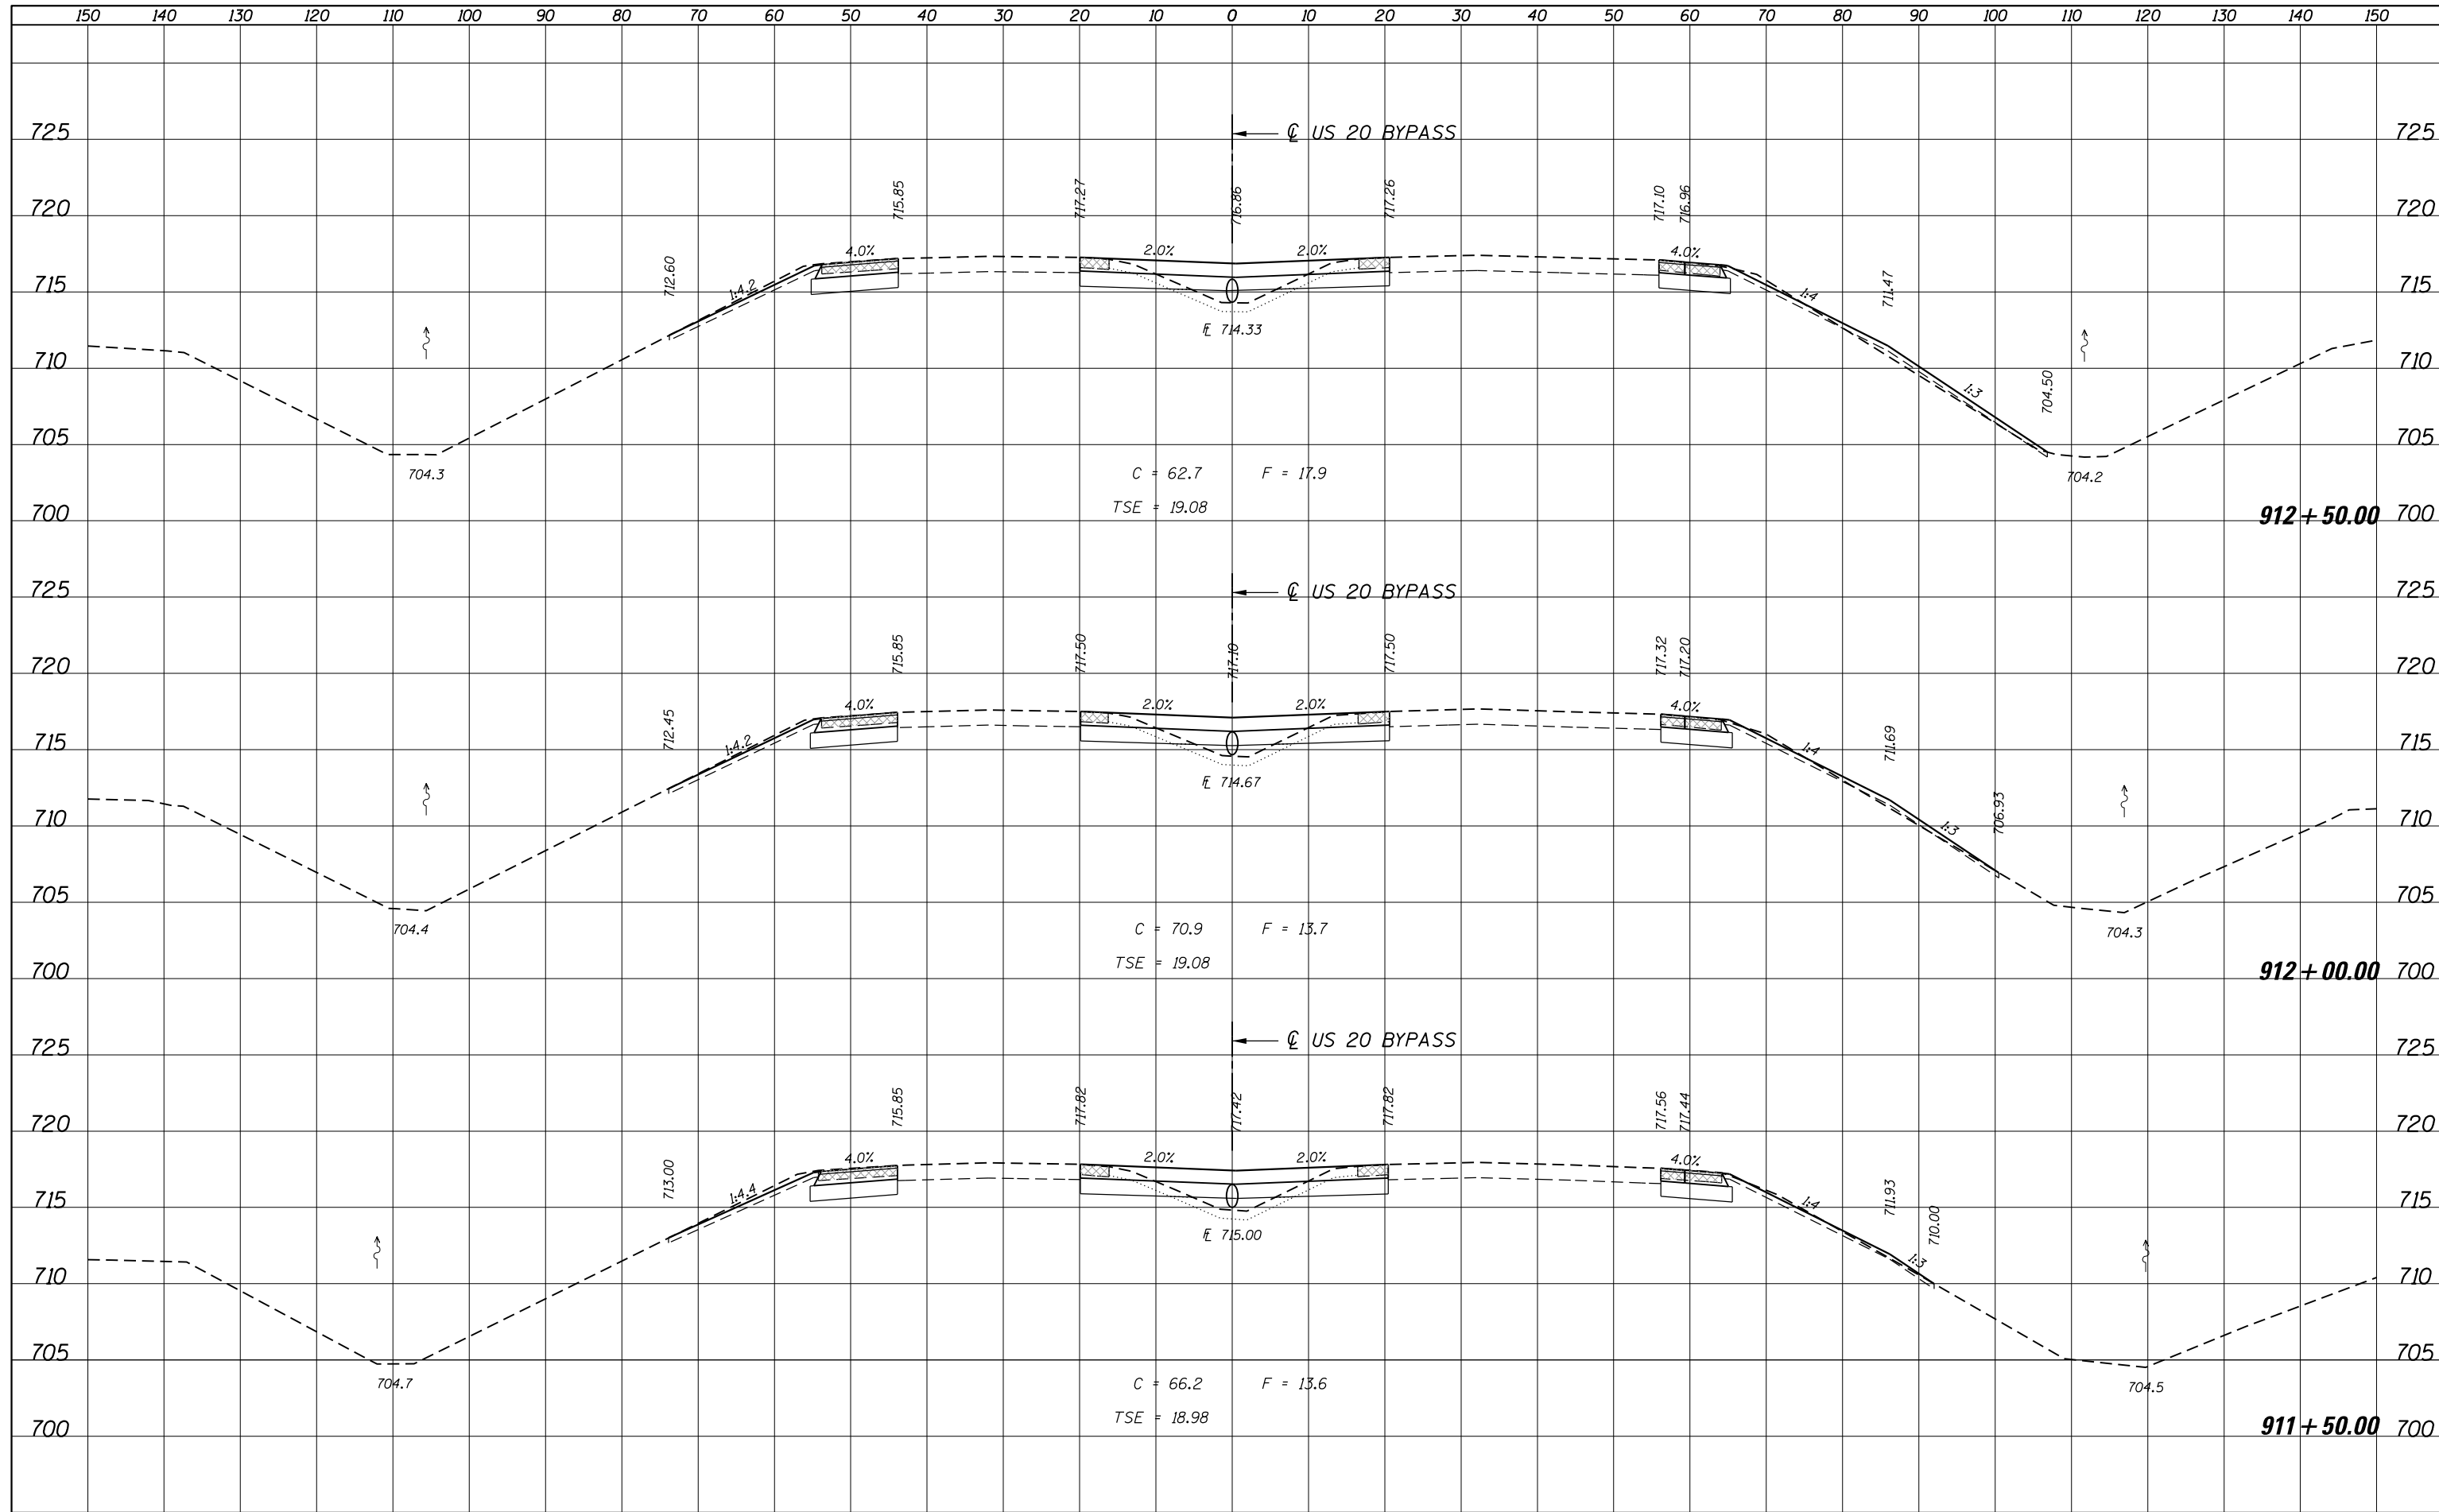 150 140 130 120 110 100 90 80 70 60 50 40 30 20 10 0 10 20 30 40 50 60 70 80 90 100 110 120 130 140 150
725 ℄ US 20 BYPASS 725
715.85 717.27 716.86 717.26 717.10 716.96
720 720
4.0% 2.0% 2.0% 4.0%
712.60 1:4.2 1:4 711.47
715 715
FL 714.33
710 1:3 704.50 710
705 705
704.3 C = 62.7 F = 17.9 704.2
TSE = 19.08
700 912+50.00 700
725 ℄ US 20 BYPASS 725
715.85 717.50 717.10 717.50 717.32 717.20
720 720
4.0% 2.0% 2.0% 4.0%
712.45 1:4.2 1:4 711.69
715 715
FL 714.67
710 1:3 706.93 710
705 705
704.4 C = 70.9 F = 13.7 704.3
TSE = 19.08
700 912+00.00 700
725 ℄ US 20 BYPASS 725
715.85 717.82 717.42 717.82 717.56 717.44
720 720
4.0% 2.0% 2.0% 4.0%
713.00 1:4.4 1:4 711.93
715 715
FL 715.00 710.00
710 1:3 710
705 705
704.7 C = 66.2 F = 13.6 704.5
TSE = 18.98
700 911+50.00 700